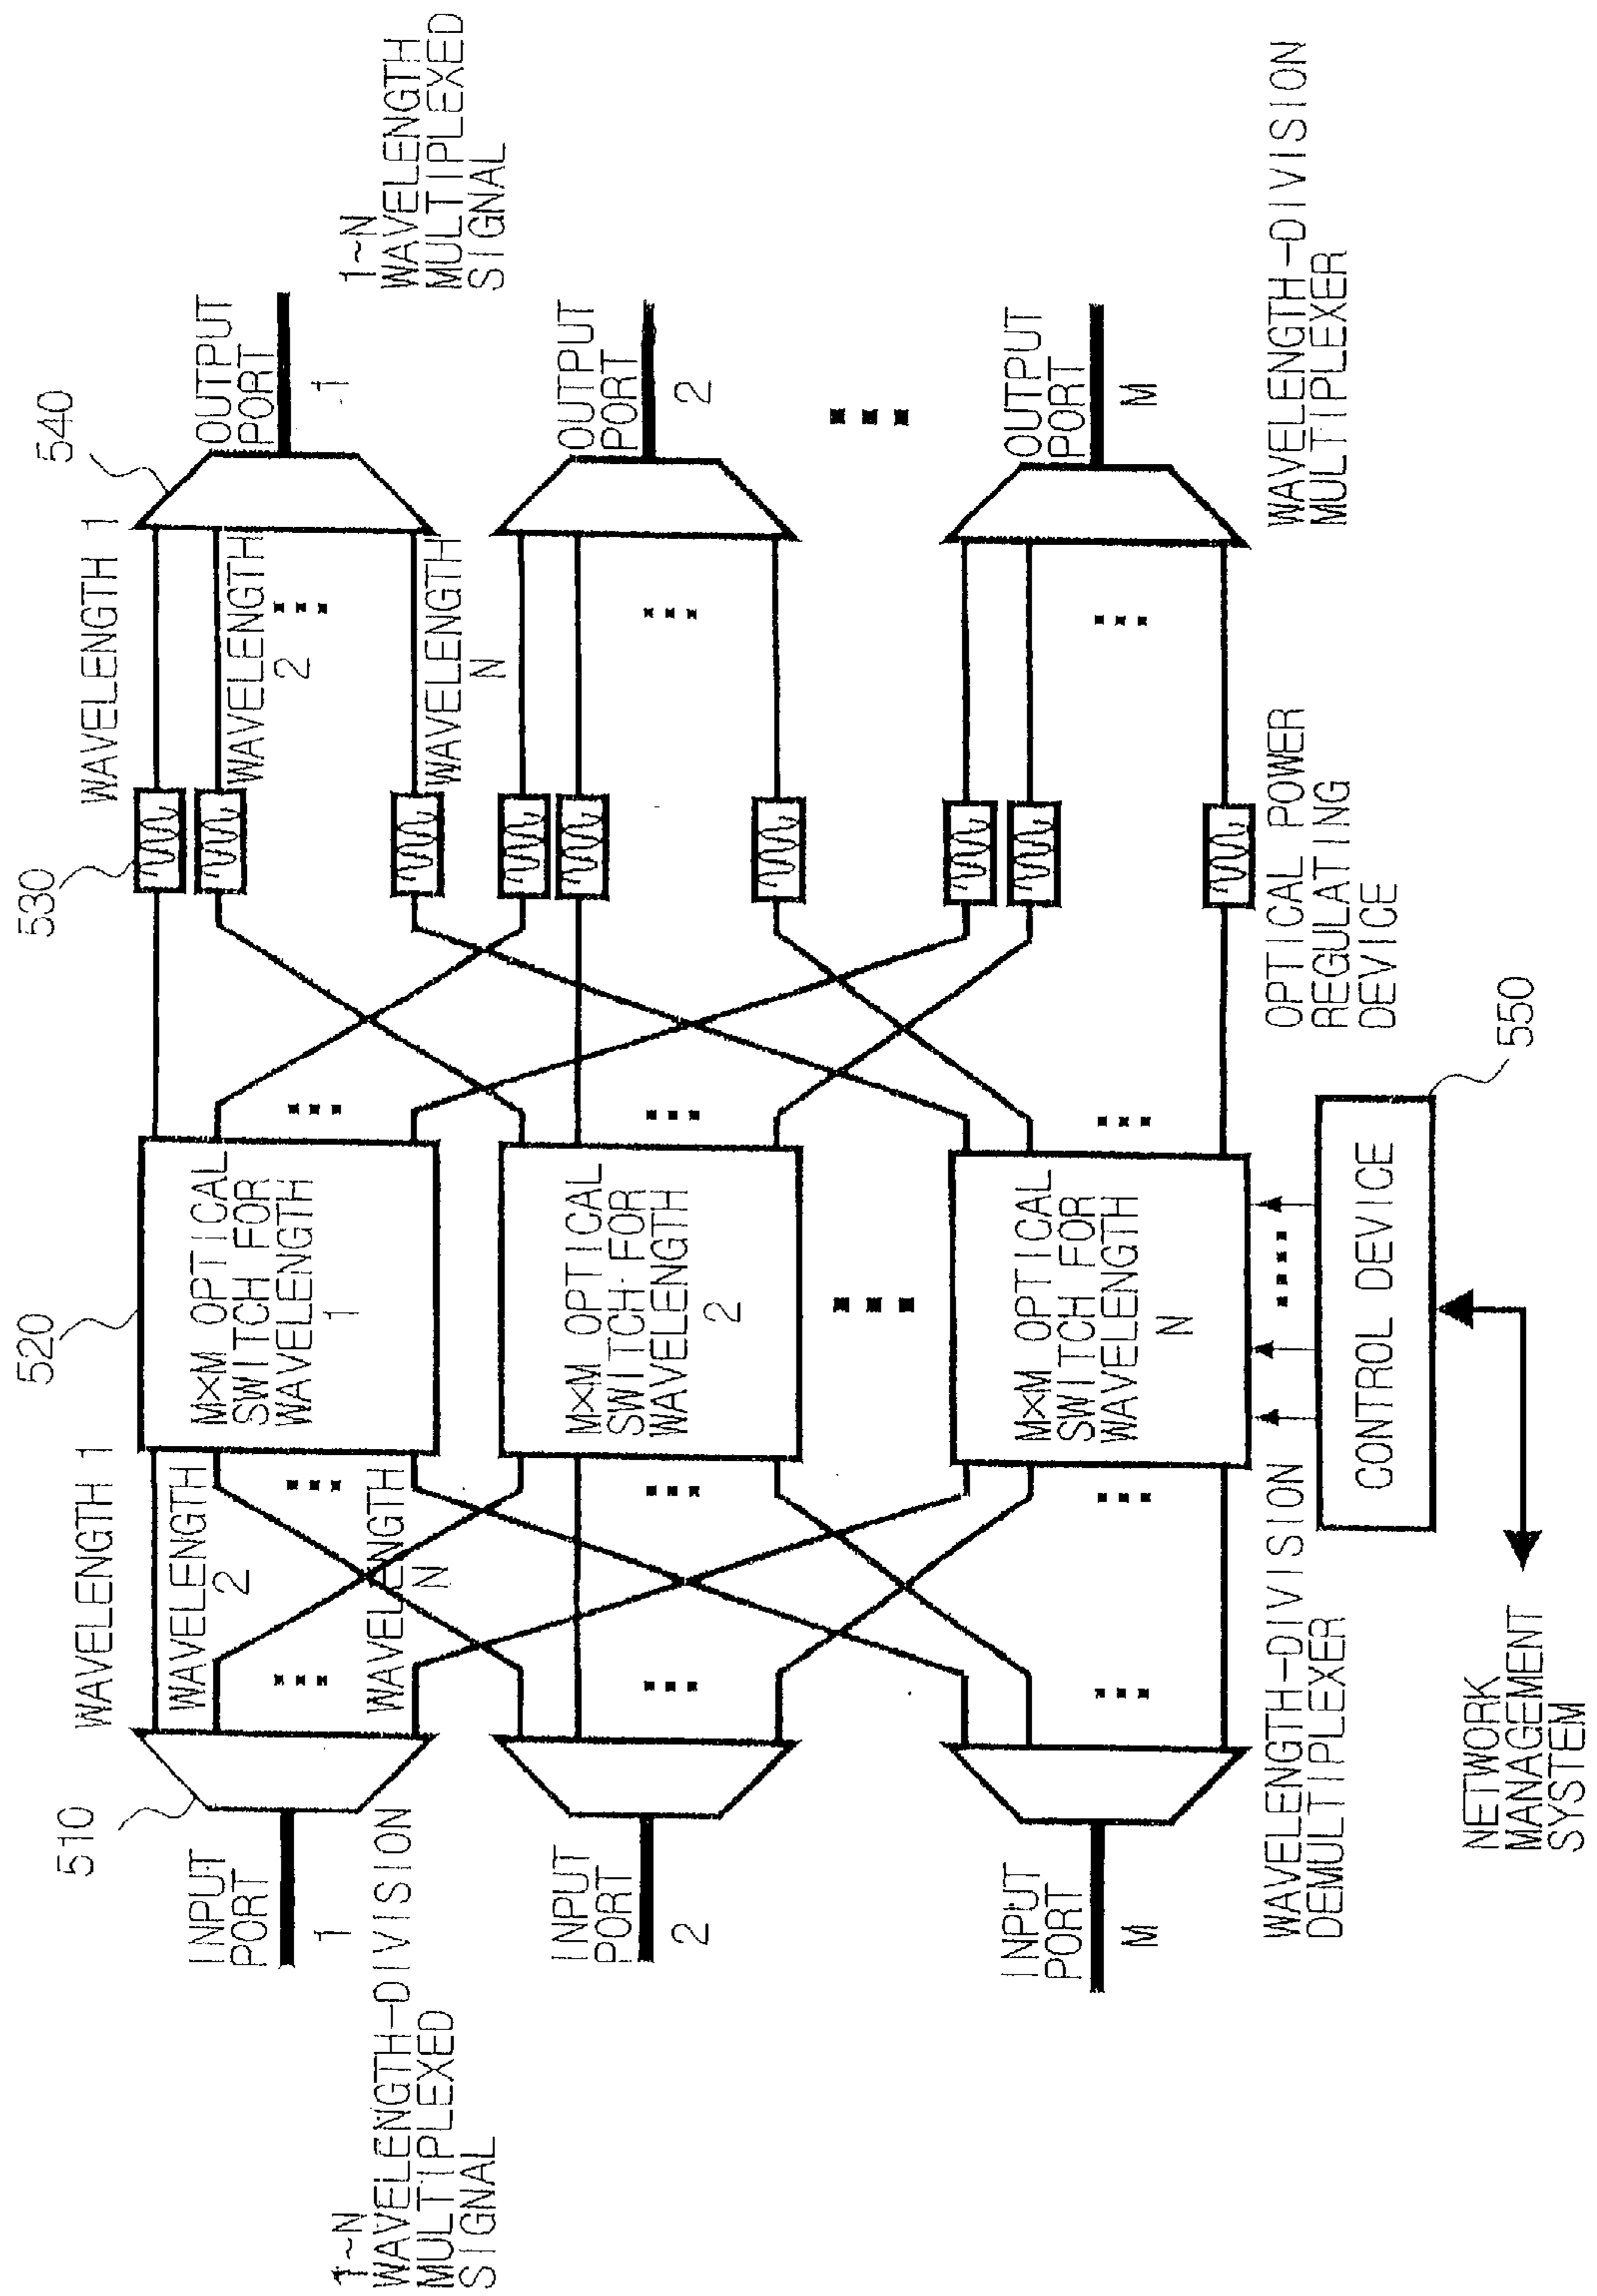 1~N
WAVELENGTH-DIVISION
MULTIPLEXED
SIGNAL
INPUT
PORT
1
510
WAVELENGTH 1
WAVELENGTH
2
WAVELENGTH
N
520
M×M OPTICAL
SWITCH FOR
WAVELENGTH
1
530
WAVELENGTH 1
WAVELENGTH
2
WAVELENGTH
N
540
OUTPUT
PORT
1
1~N
WAVELENGTH
MULTIPLEXED
SIGNAL
INPUT
PORT
2
M×M OPTICAL
SWITCH FOR
WAVELENGTH
2
OUTPUT
PORT
2
INPUT
PORT
M
M×M OPTICAL
SWITCH FOR
WAVELENGTH
N
OUTPUT
PORT
M
WAVELENGTH-DIVISION
DEMULTIPLEXER
OPTICAL POWER
REGULATING
DEVICE
WAVELENGTH-DIVISION
MULTIPLEXER
CONTROL DEVICE
550
NETWORK
MANAGEMENT
SYSTEM